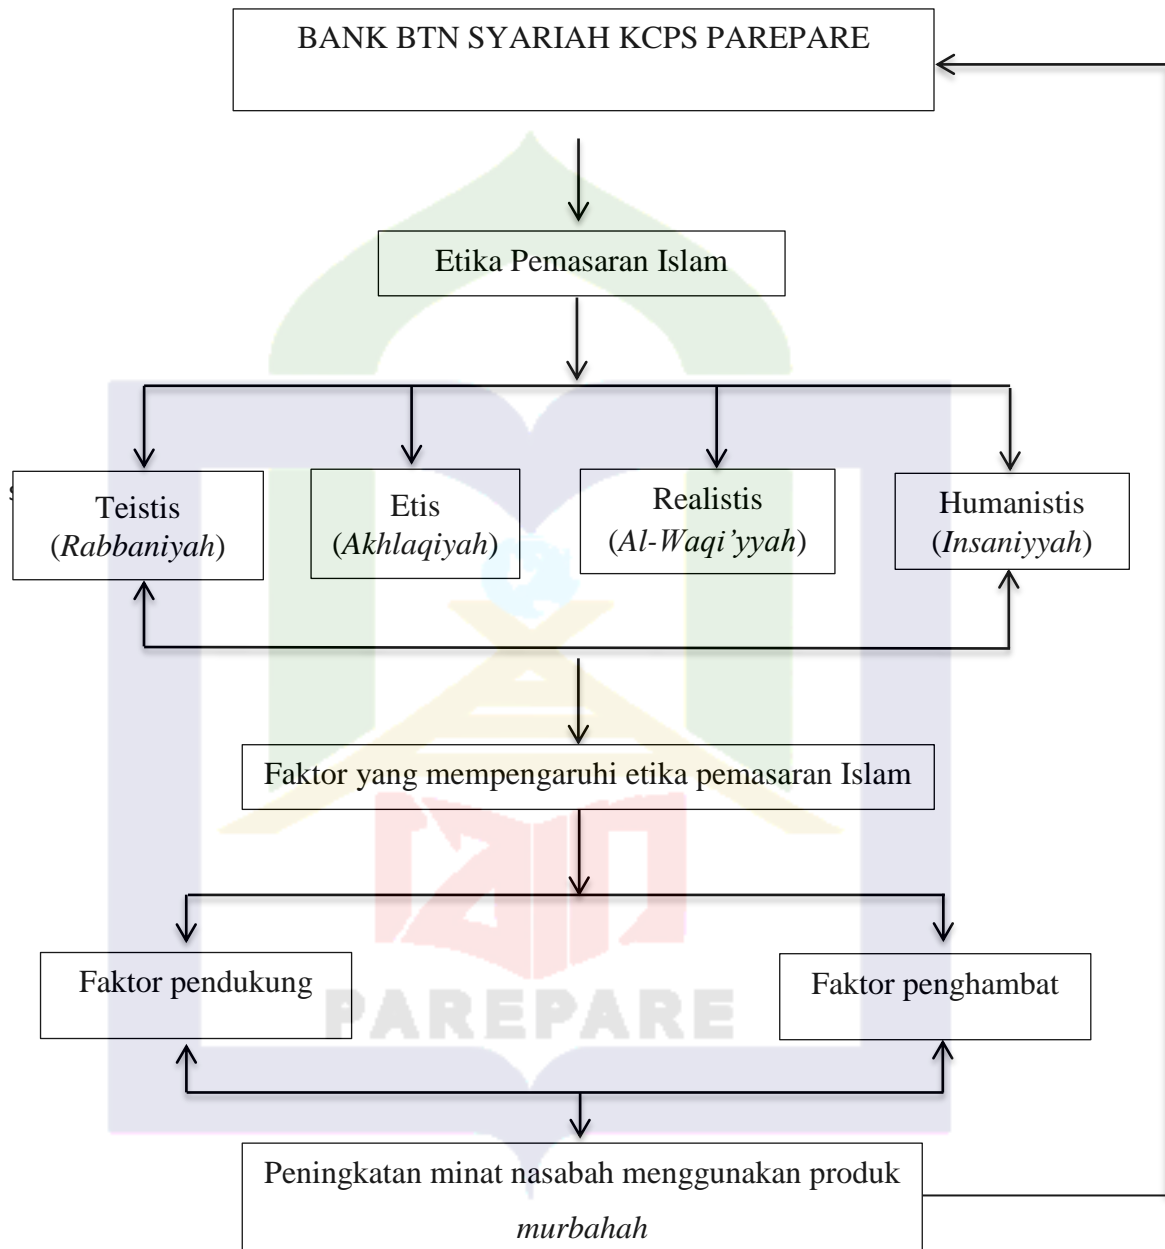 BANK BTN SYARIAH KCPS PAREPARE
Etika Pemasaran Islam
Teistis
(Rabbaniyah)
Etis
(Akhlaqiyah)
Realistis
(Al-Waqi’yyah)
Humanistis
(Insaniyyah)
Faktor yang mempengaruhi etika pemasaran Islam
Faktor pendukung
Faktor penghambat
PAREPARE
Peningkatan minat nasabah menggunakan produk
murbahah